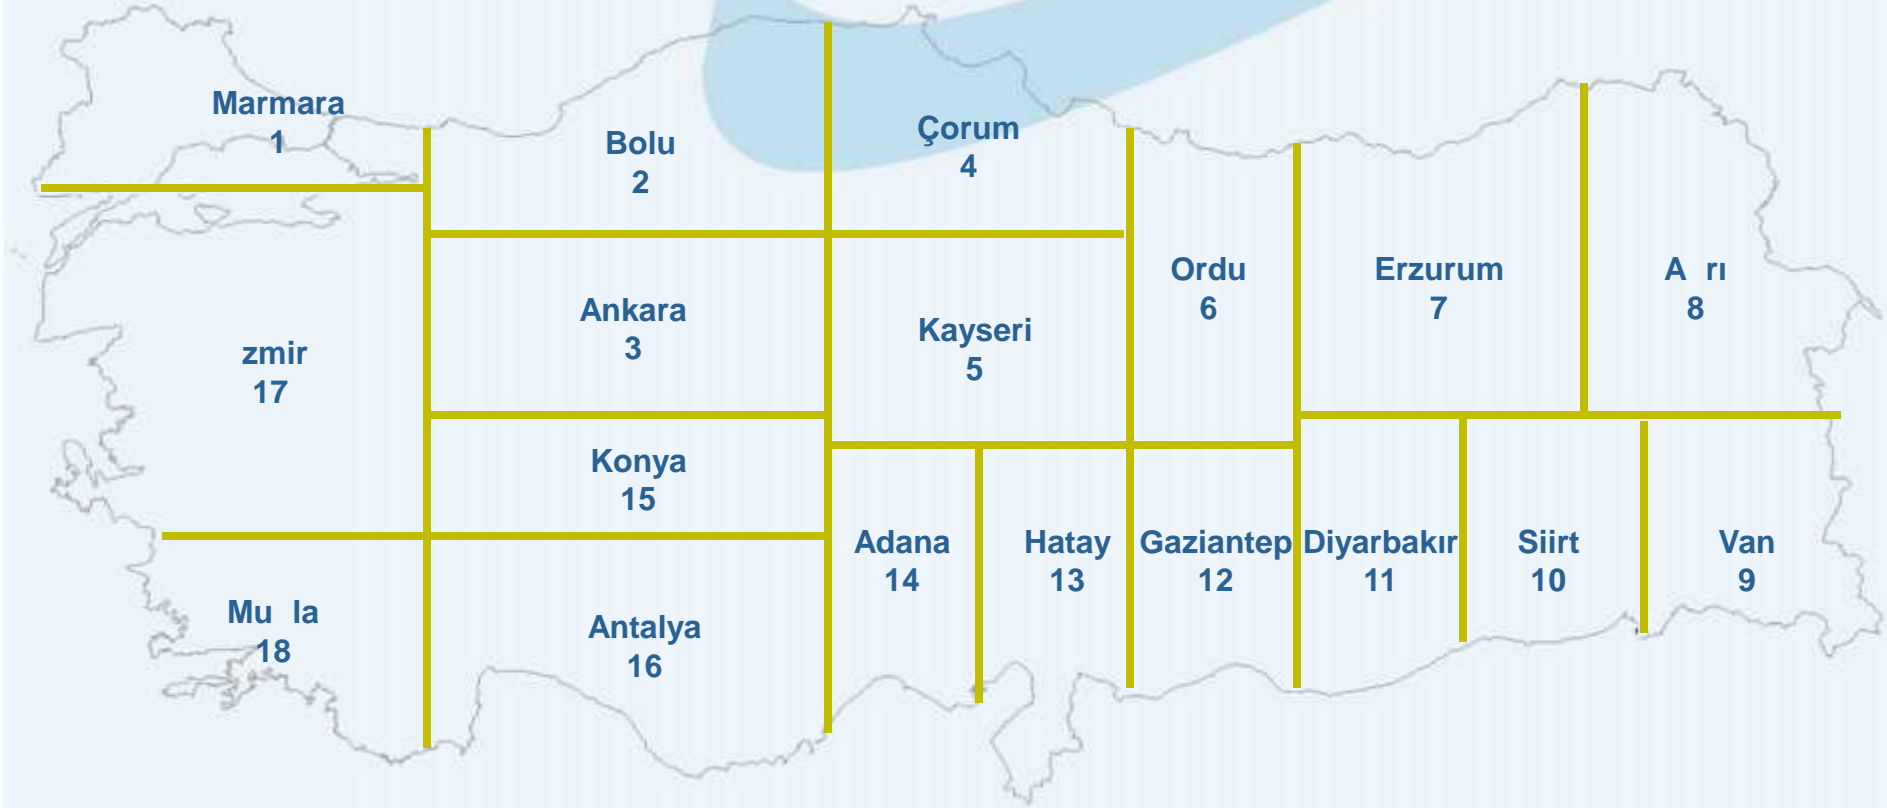 Marmara
1
Bolu
2
Çorum
4
Ordu
6
Erzurum
7
A rı
8
Ankara
3
Kayseri
5
zmir
17
Konya
15
Adana
14
Hatay
13
Gaziantep
12
Diyarbakır
11
Siirt
10
Van
9
Mu la
18
Antalya
16